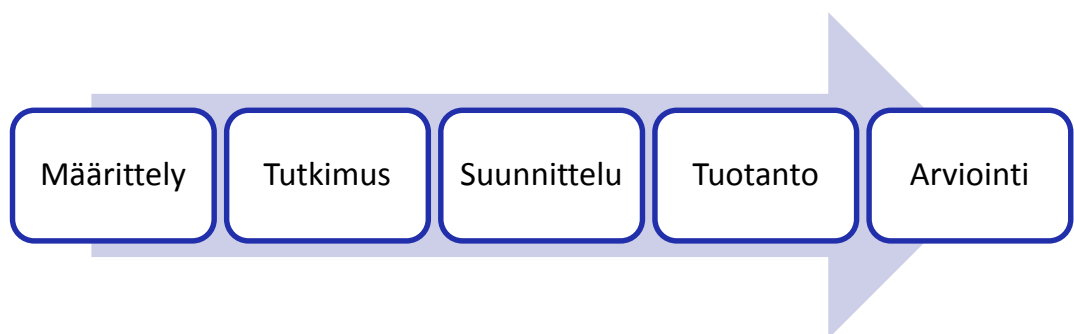 Määrittely
Tutkimus
Suunnittelu
Tuotanto
Arviointi